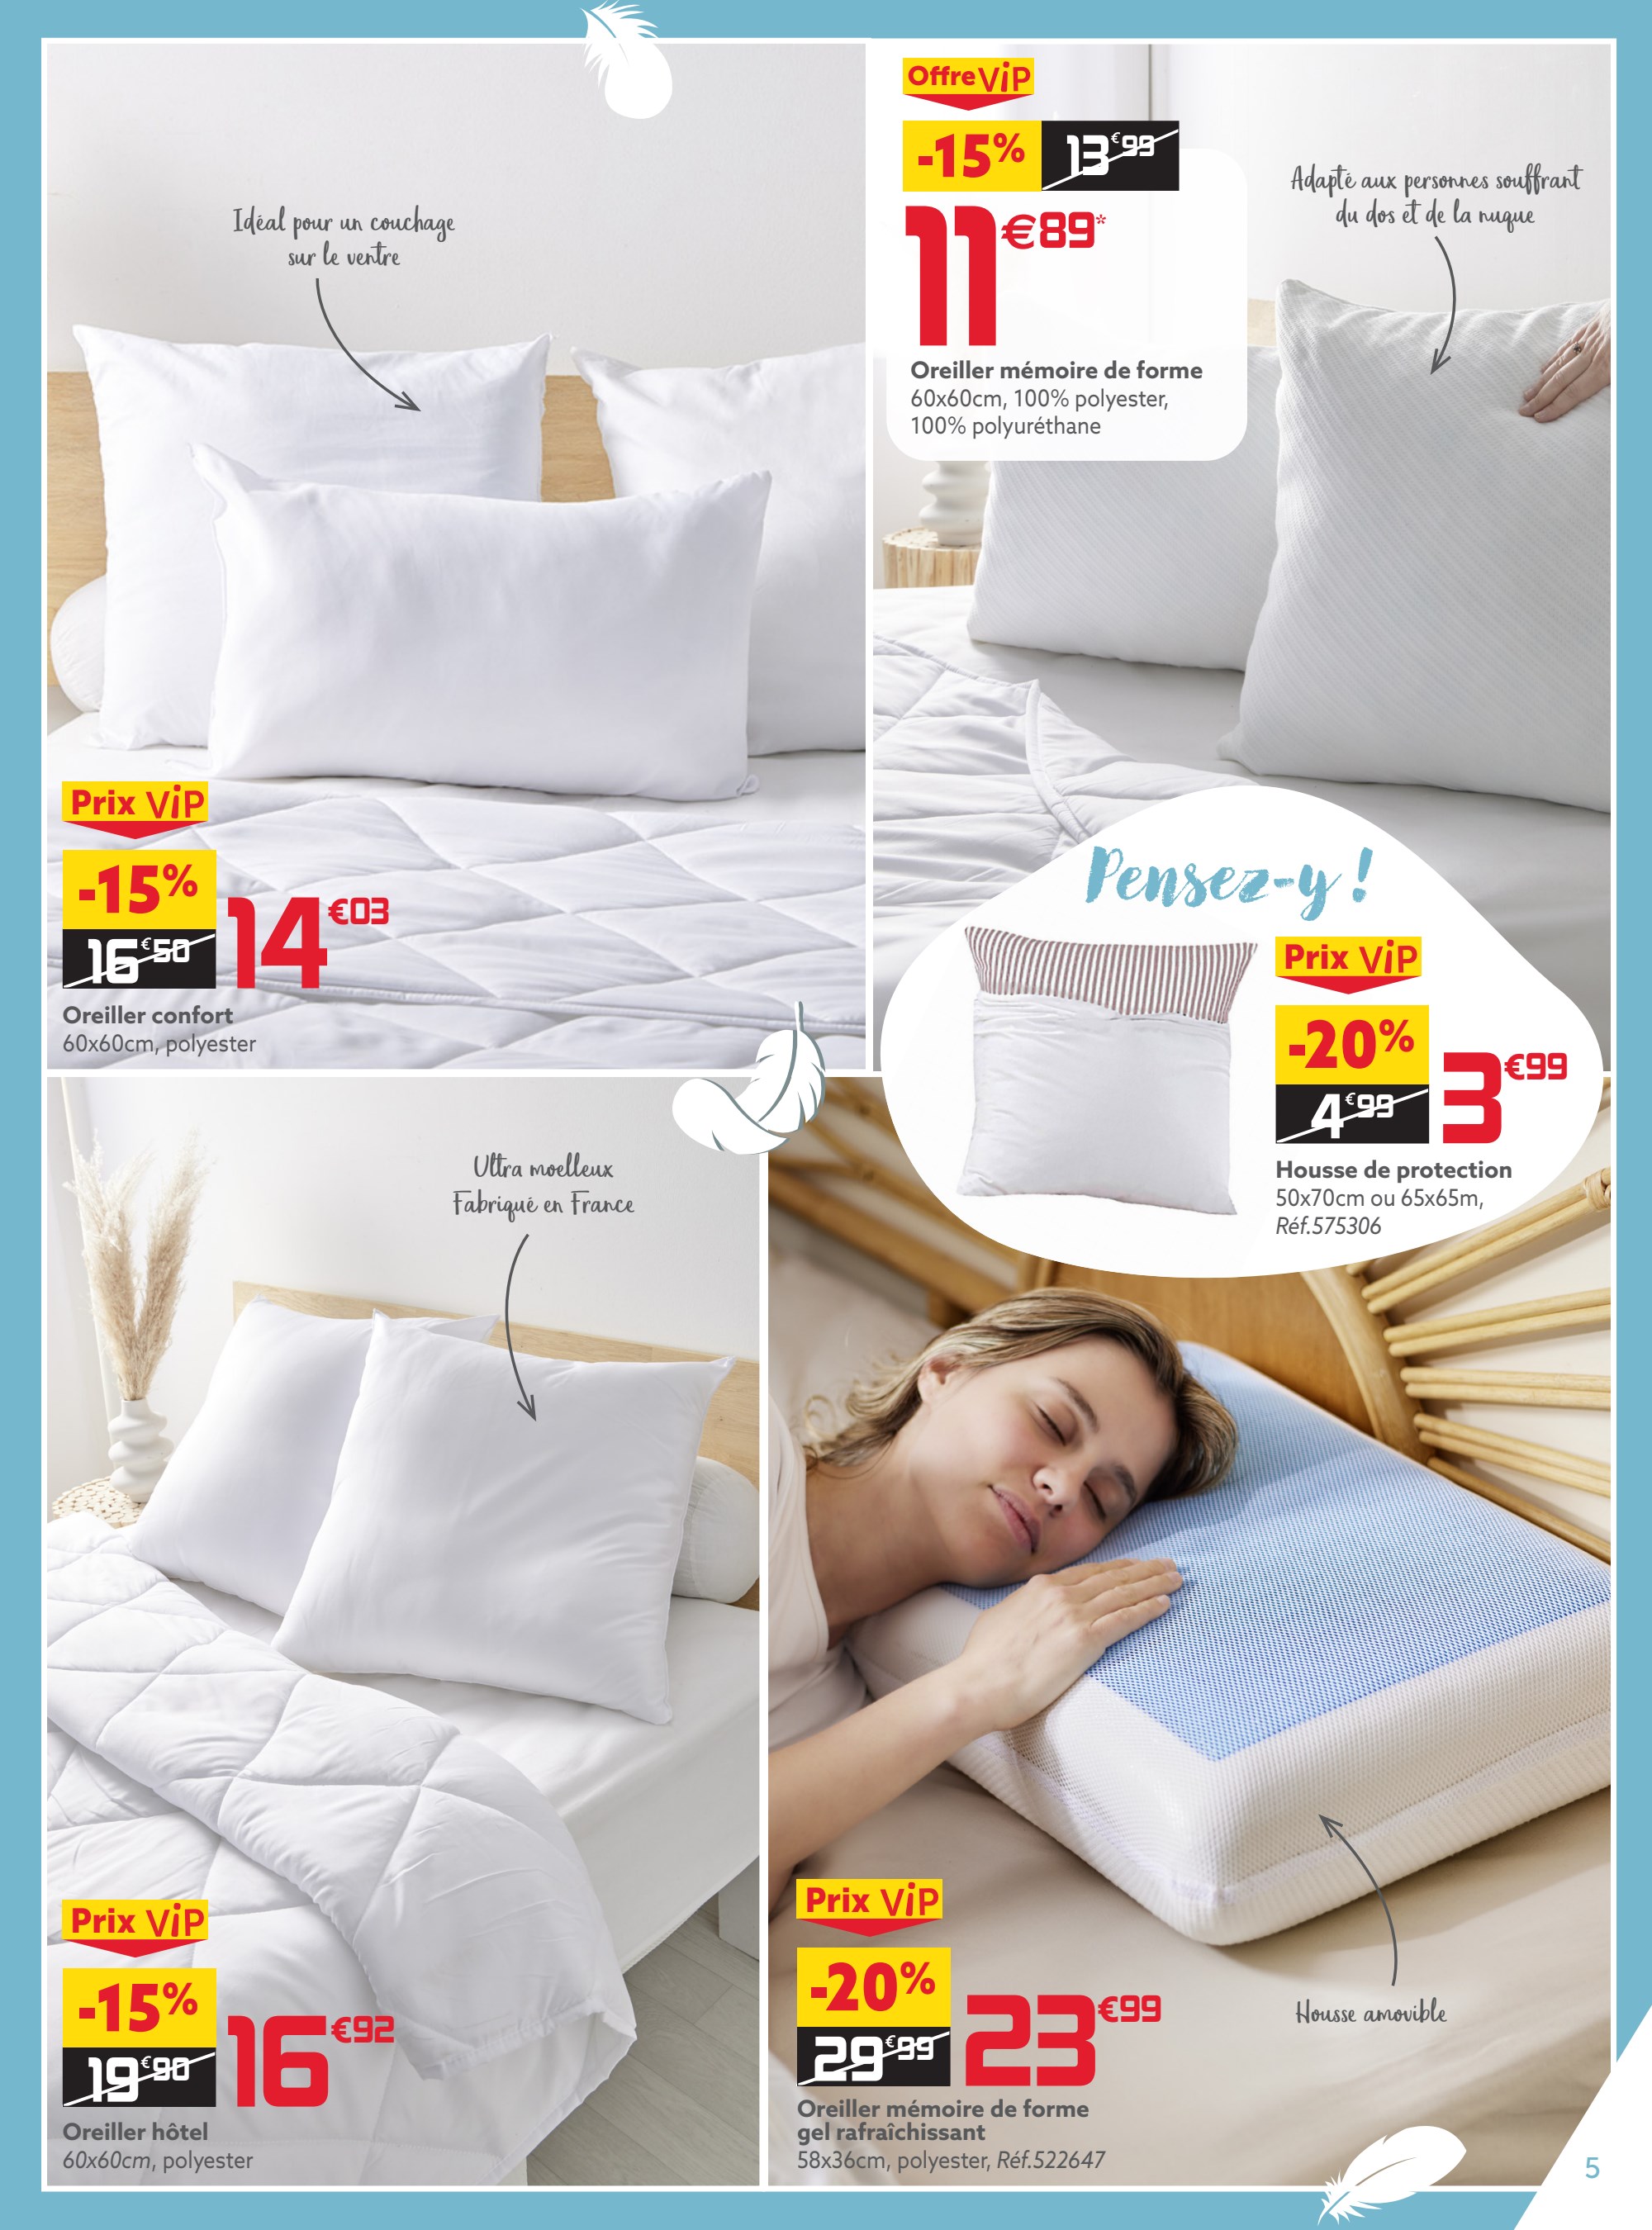 Idéal pour un couchage
sur le ventre
Prix ViP
-15%
16€50
14€03
Oreiller confort
60x60cm, polyester
Offre ViP
-15%
13€99
11€89*
Oreiller mémoire de forme
60x60cm, 100% polyester,
100% polyuréthane
Adapté aux personnes souffrant
du dos et de la nuque
Pensez-y !
Prix ViP
-20%
4€99
3€99
Housse de protection
50x70cm ou 65x65m,
Réf.575306
Ultra moelleux
Fabriqué en France
Prix ViP
-15%
19€90
16€92
Oreiller hôtel
60x60cm, polyester
Prix ViP
-20%
29€99
23€99
Oreiller mémoire de forme
gel rafraîchissant
58x36cm, polyester, Réf.522647
Housse amovible
5